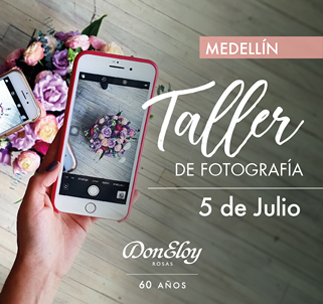 MEDELLÍN
Taller
DE FOTOGRAFÍA
5 de Julio
DonEloy
ROSAS
60 AÑOS